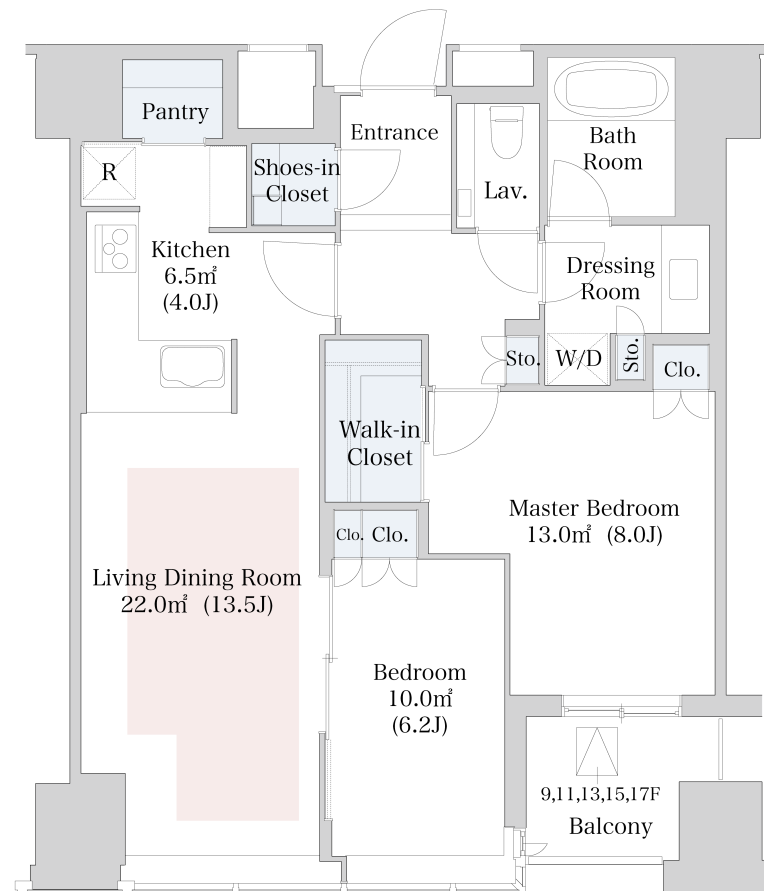 Pantry
Entrance
Bath
Room
R
Shoes-in
Closet
Lav.
Kitchen
6.5㎡
(4.0J)
Dressing
Room
Sto.
W/D
Sto.
Clo.
Walk-in
Closet
Master Bedroom
13.0㎡ (8.0J)
Clo.
Clo.
Living Dining Room
22.0㎡ (13.5J)
Bedroom
10.0㎡
(6.2J)
9,11,13,15,17F
Balcony